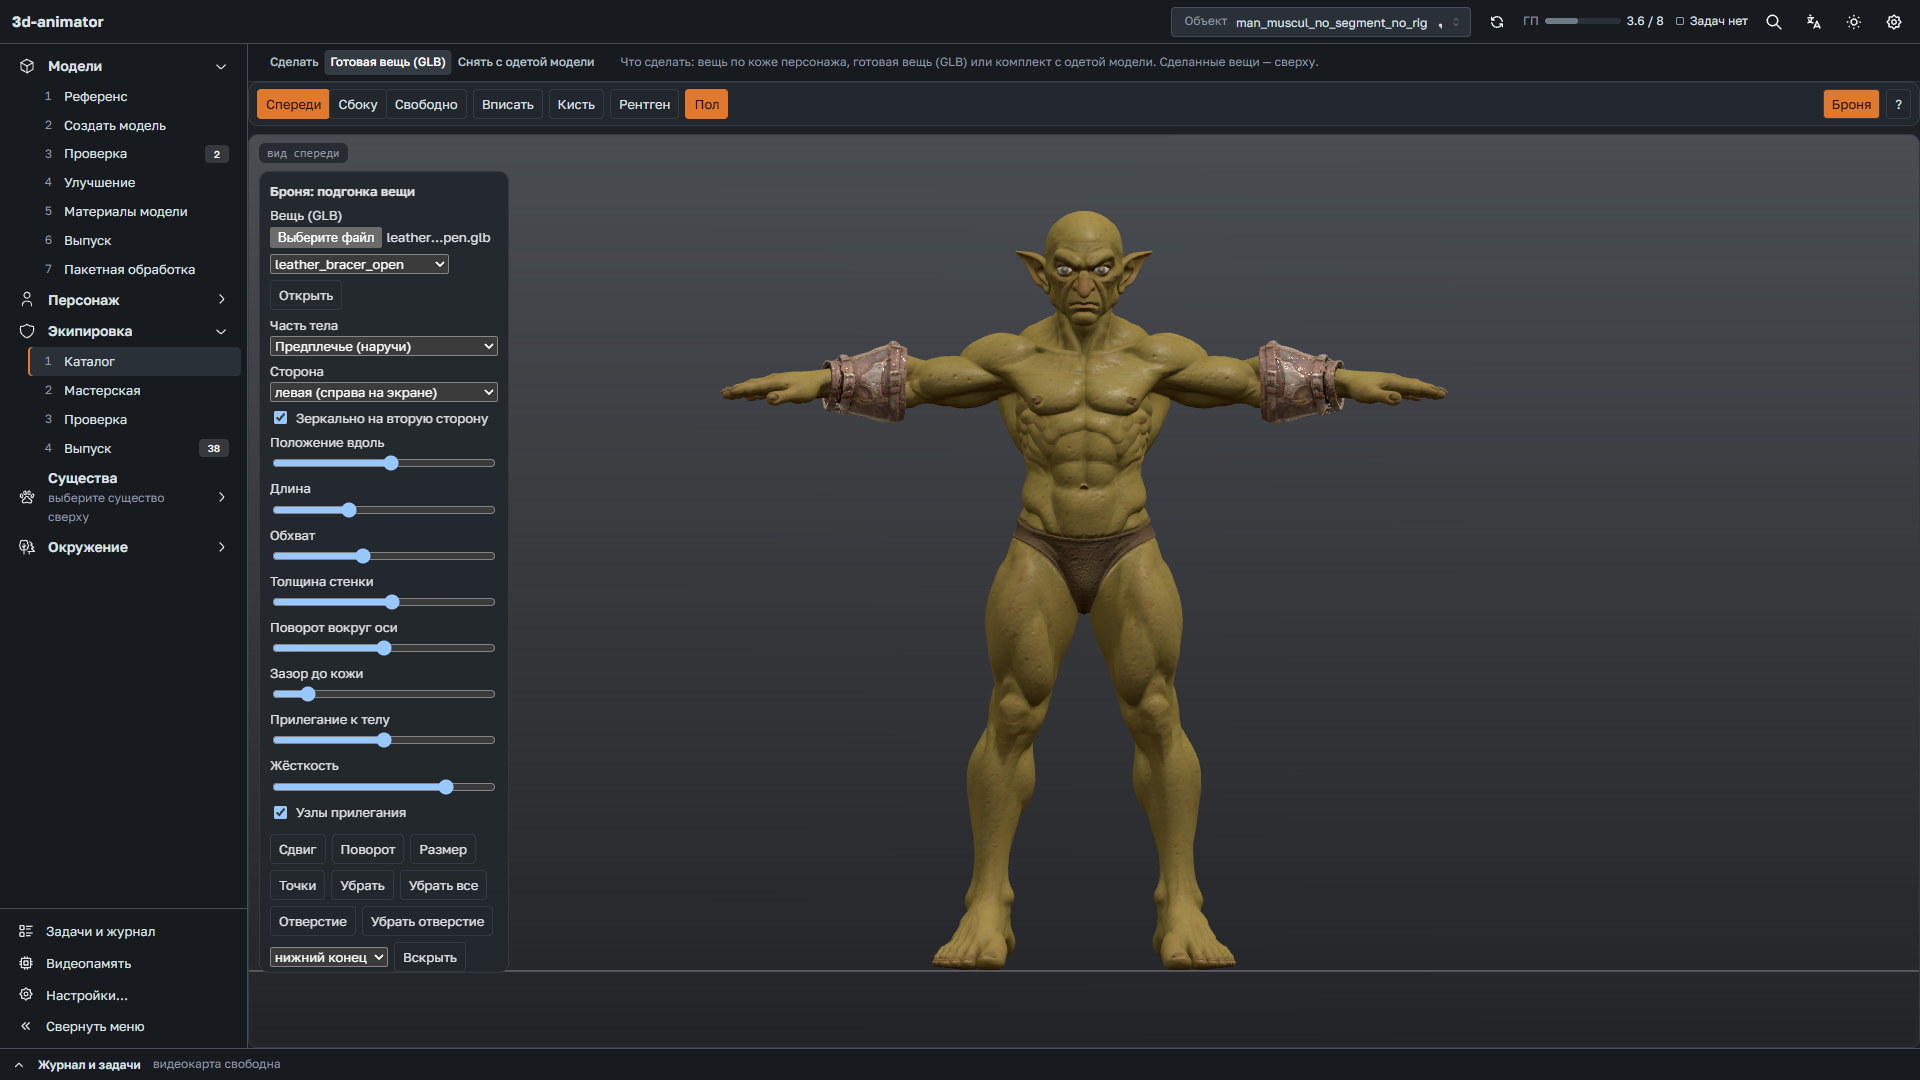 3d-animator
Объект man_muscul_no_segment_no_rig
ГП 3.6 / 8 Задач нет
Модели
1 Референс
2 Создать модель
3 Проверка 2
4 Улучшение
5 Материалы модели
6 Выпуск
7 Пакетная обработка
Персонаж
Экипировка
1 Каталог
2 Мастерская
3 Проверка
4 Выпуск 38
Существа
выберите существо
сверху
Окружение
Задачи и журнал
Видеопамять
Настройки...
Свернуть меню
Сделать Готовая вещь (GLB) Снять с одетой модели Что сделать: вещь по коже персонажа, готовая вещь (GLB) или комплект с одетой модели. Сделанные вещи — сверху.
Спереди Сбоку Свободно Вписать Кисть Рентген Пол Броня ?
вид спереди
Броня: подгонка вещи
Вещь (GLB)
Выберите файл leather...pen.glb
leather_bracer_open
Открыть
Часть тела
Предплечье (наручи)
Сторона
левая (справа на экране)
Зеркально на вторую сторону
Положение вдоль
Длина
Обхват
Толщина стенки
Поворот вокруг оси
Зазор до кожи
Прилегание к телу
Жёсткость
Узлы прилегания
Сдвиг Поворот Размер
Точки Убрать Убрать все
Отверстие Убрать отверстие
нижний конец Вскрыть
Журнал и задачи видеокарта свободна